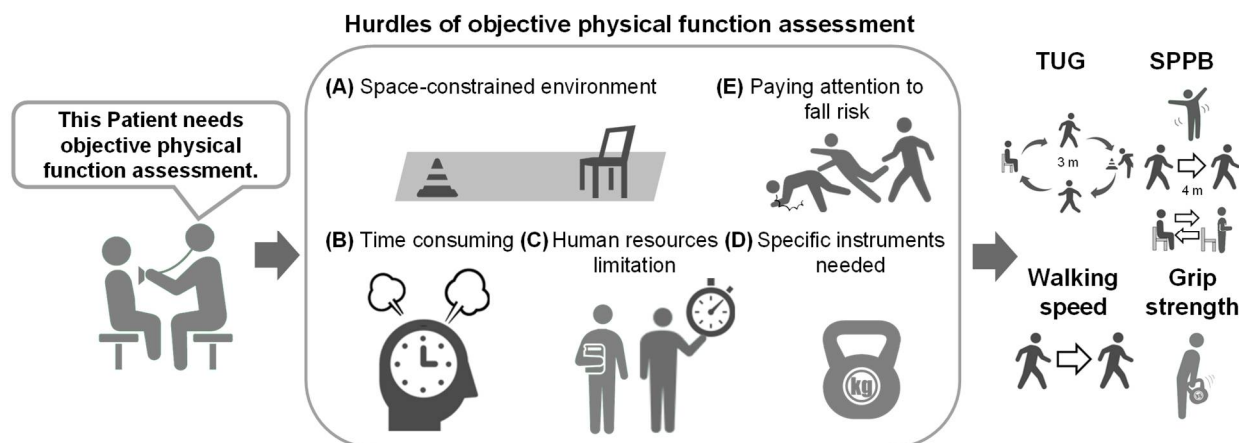 Hurdles of objective physical function assessment
This Patient needs
objective physical
function assessment.
(A) Space-constrained environment
(E) Paying attention to
fall risk
(B) Time consuming
(C) Human resources
limitation
(D) Specific instruments
needed
kg
TUG
3 m
SPPB
4 m
Walking
speed
Grip
strength